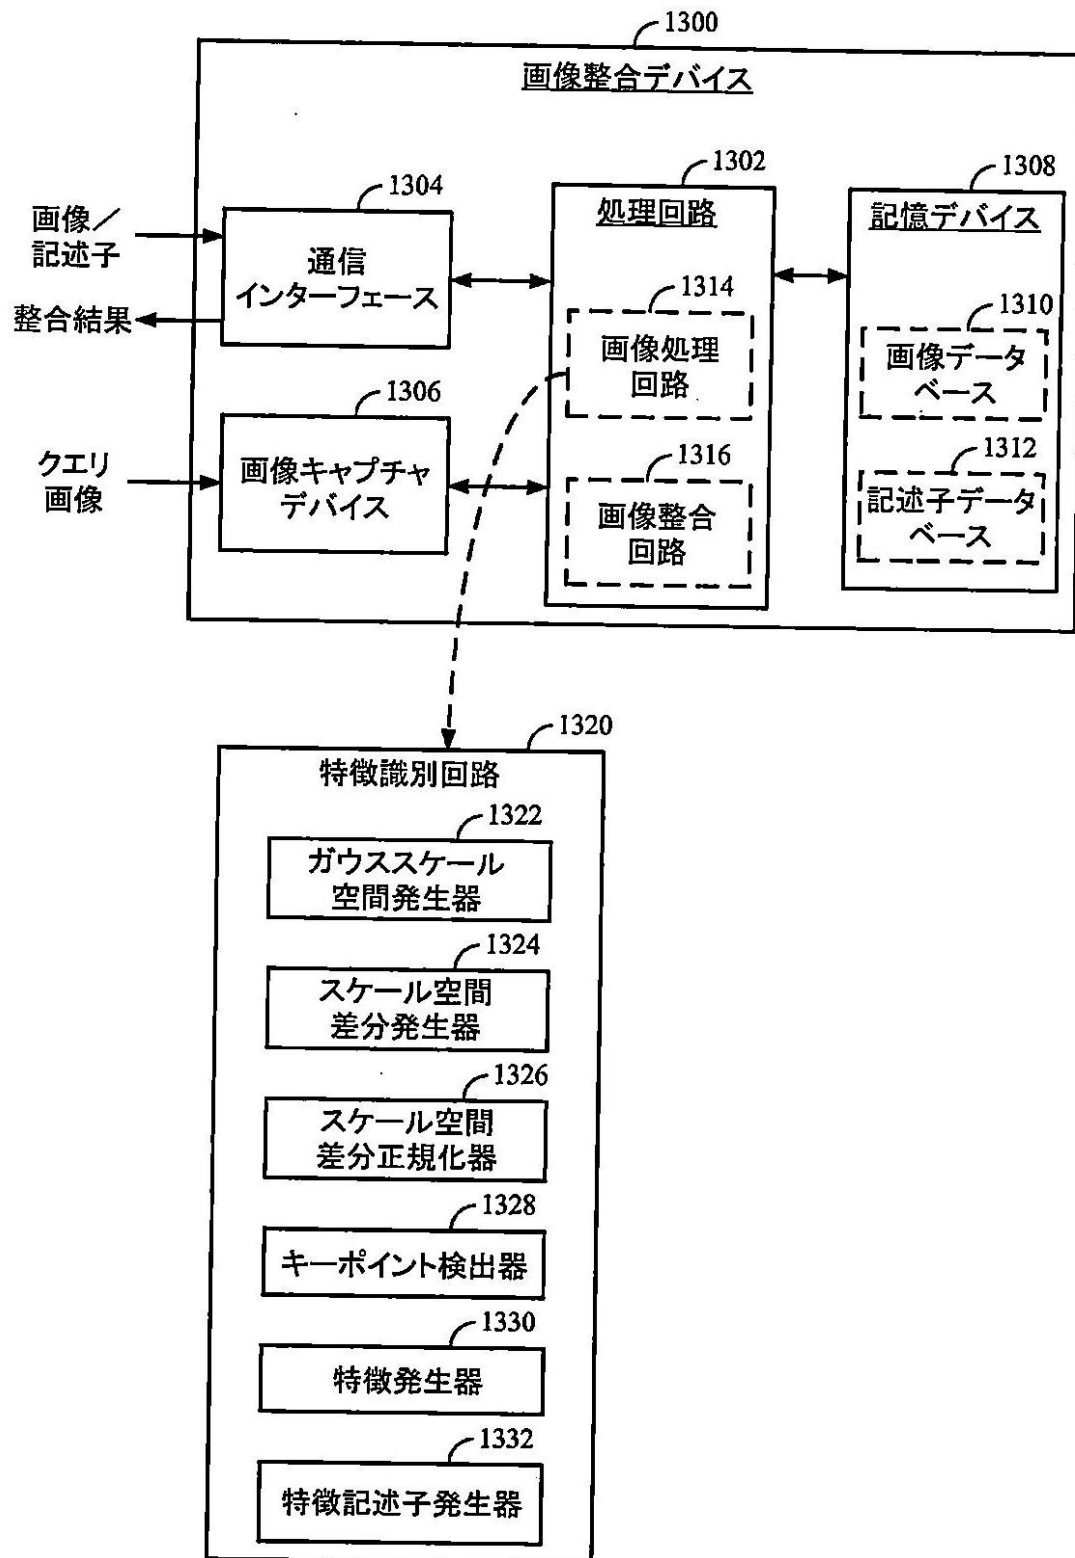 1300
画像整合デバイス
1304
通信
インターフェース
画像／
記述子
整合結果
1306
画像キャプチャ
デバイス
クエリ
画像
1302
処理回路
1314
画像処理
回路
1316
画像整合
回路
1308
記憶デバイス
1310
画像データ
ベース
1312
記述子データ
ベース
1320
特徴識別回路
1322
ガウススケール
空間発生器
1324
スケール空間
差分発生器
1326
スケール空間
差分正規化器
1328
キーポイント検出器
1330
特徴発生器
1332
特徴記述子発生器